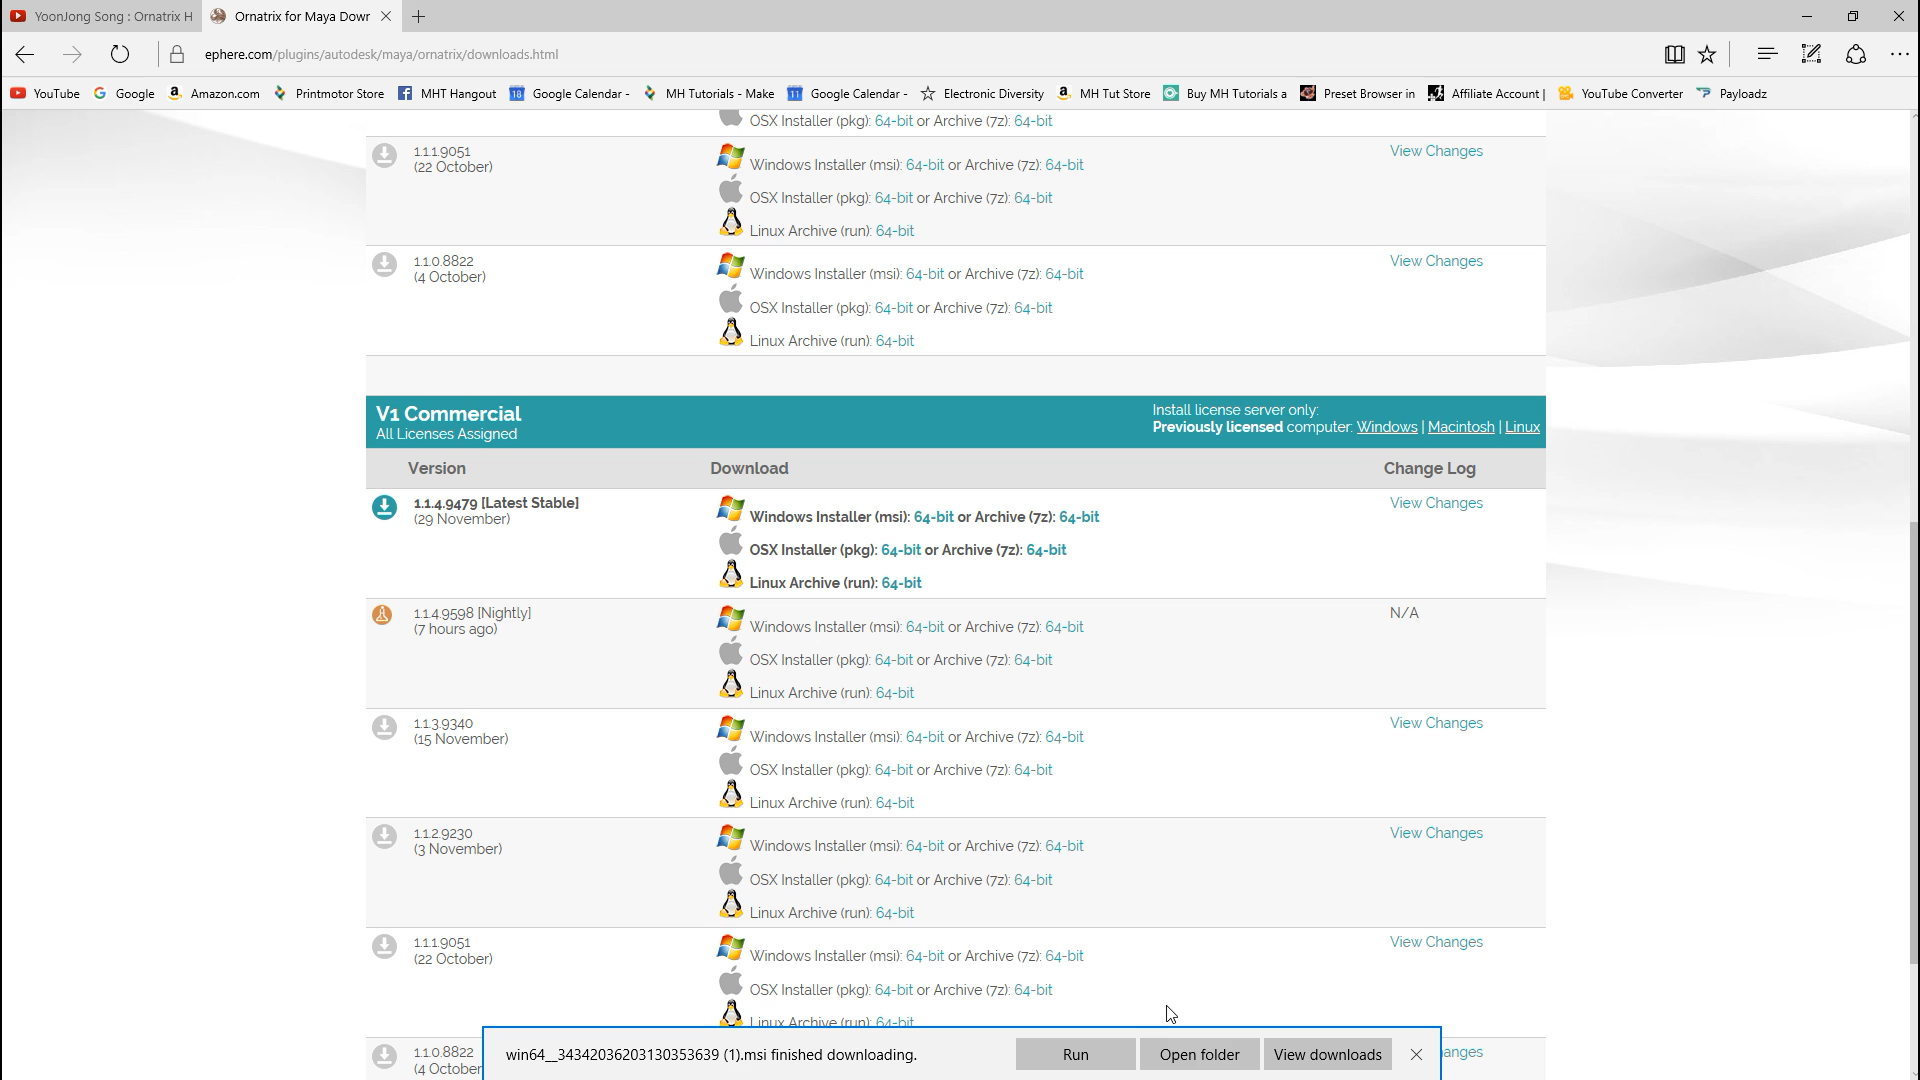 YoonJong Song : Ornatrix H
Ornatrix for Maya Dowr
ephere.com/plugins/autodesk/maya/ornatrix/downloads.html
YouTube Google Amazon.com Printmotor Store MHT Hangout 18 Google Calendar - MH Tutorials - Make 11 Google Calendar - Electronic Diversity MH Tut Store Buy MH Tutorials a Preset Browser in Affiliate Account | YouTube Converter Payloadz
OSX Installer (pkg): 64-bit or Archive (7z): 64-bit
1.1.1.9051
(22 October)
Windows Installer (msi): 64-bit or Archive (7z): 64-bit
OSX Installer (pkg): 64-bit or Archive (7z): 64-bit
Linux Archive (run): 64-bit
View Changes
1.1.0.8822
(4 October)
Windows Installer (msi): 64-bit or Archive (7z): 64-bit
OSX Installer (pkg): 64-bit or Archive (7z): 64-bit
Linux Archive (run): 64-bit
View Changes
V1 Commercial
All Licenses Assigned
Install license server only:
Previously licensed computer: Windows | Macintosh | Linux
Version Download Change Log
1.1.4.9479 [Latest Stable]
(29 November)
Windows Installer (msi): 64-bit or Archive (7z): 64-bit
OSX Installer (pkg): 64-bit or Archive (7z): 64-bit
Linux Archive (run): 64-bit
View Changes
1.1.4.9598 [Nightly]
(7 hours ago)
Windows Installer (msi): 64-bit or Archive (7z): 64-bit
OSX Installer (pkg): 64-bit or Archive (7z): 64-bit
Linux Archive (run): 64-bit
N/A
1.1.3.9340
(15 November)
Windows Installer (msi): 64-bit or Archive (7z): 64-bit
OSX Installer (pkg): 64-bit or Archive (7z): 64-bit
Linux Archive (run): 64-bit
View Changes
1.1.2.9230
(3 November)
Windows Installer (msi): 64-bit or Archive (7z): 64-bit
OSX Installer (pkg): 64-bit or Archive (7z): 64-bit
Linux Archive (run): 64-bit
View Changes
1.1.1.9051
(22 October)
Windows Installer (msi): 64-bit or Archive (7z): 64-bit
OSX Installer (pkg): 64-bit or Archive (7z): 64-bit
Linux Archive (run): 64-bit
View Changes
1.1.0.8822
(4 October
anges
win64__34342036203130353639 (1).msi finished downloading.
Run
Open folder
View downloads